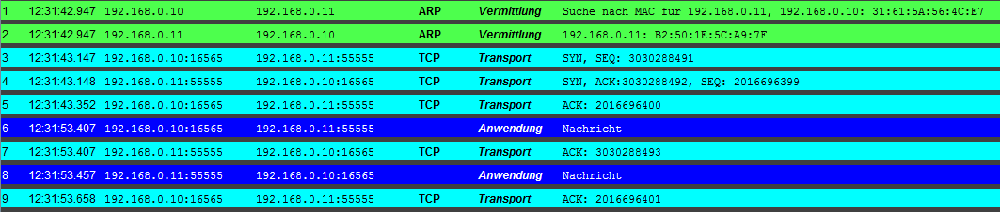 1 12:31:42.947 192.168.0.10 192.168.0.11 ARP Vermittlung Suche nach MAC für 192.168.0.11, 192.168.0.10: 31:61:5A:56:4C:E7
2 12:31:42.947 192.168.0.11 192.168.0.10 ARP Vermittlung 192.168.0.11: B2:50:1E:5C:A9:7F
3 12:31:43.147 192.168.0.10:16565 192.168.0.11:55555 TCP Transport SYN, SEQ: 3030288491
4 12:31:43.148 192.168.0.11:55555 192.168.0.10:16565 TCP Transport SYN, ACK:3030288492, SEQ: 2016696399
5 12:31:43.352 192.168.0.10:16565 192.168.0.11:55555 TCP Transport ACK: 2016696400
6 12:31:53.407 192.168.0.10:16565 192.168.0.11:55555 Anwendung Nachricht
7 12:31:53.407 192.168.0.11:55555 192.168.0.10:16565 TCP Transport ACK: 3030288493
8 12:31:53.457 192.168.0.11:55555 192.168.0.10:16565 Anwendung Nachricht
9 12:31:53.658 192.168.0.10:16565 192.168.0.11:55555 TCP Transport ACK: 2016696401